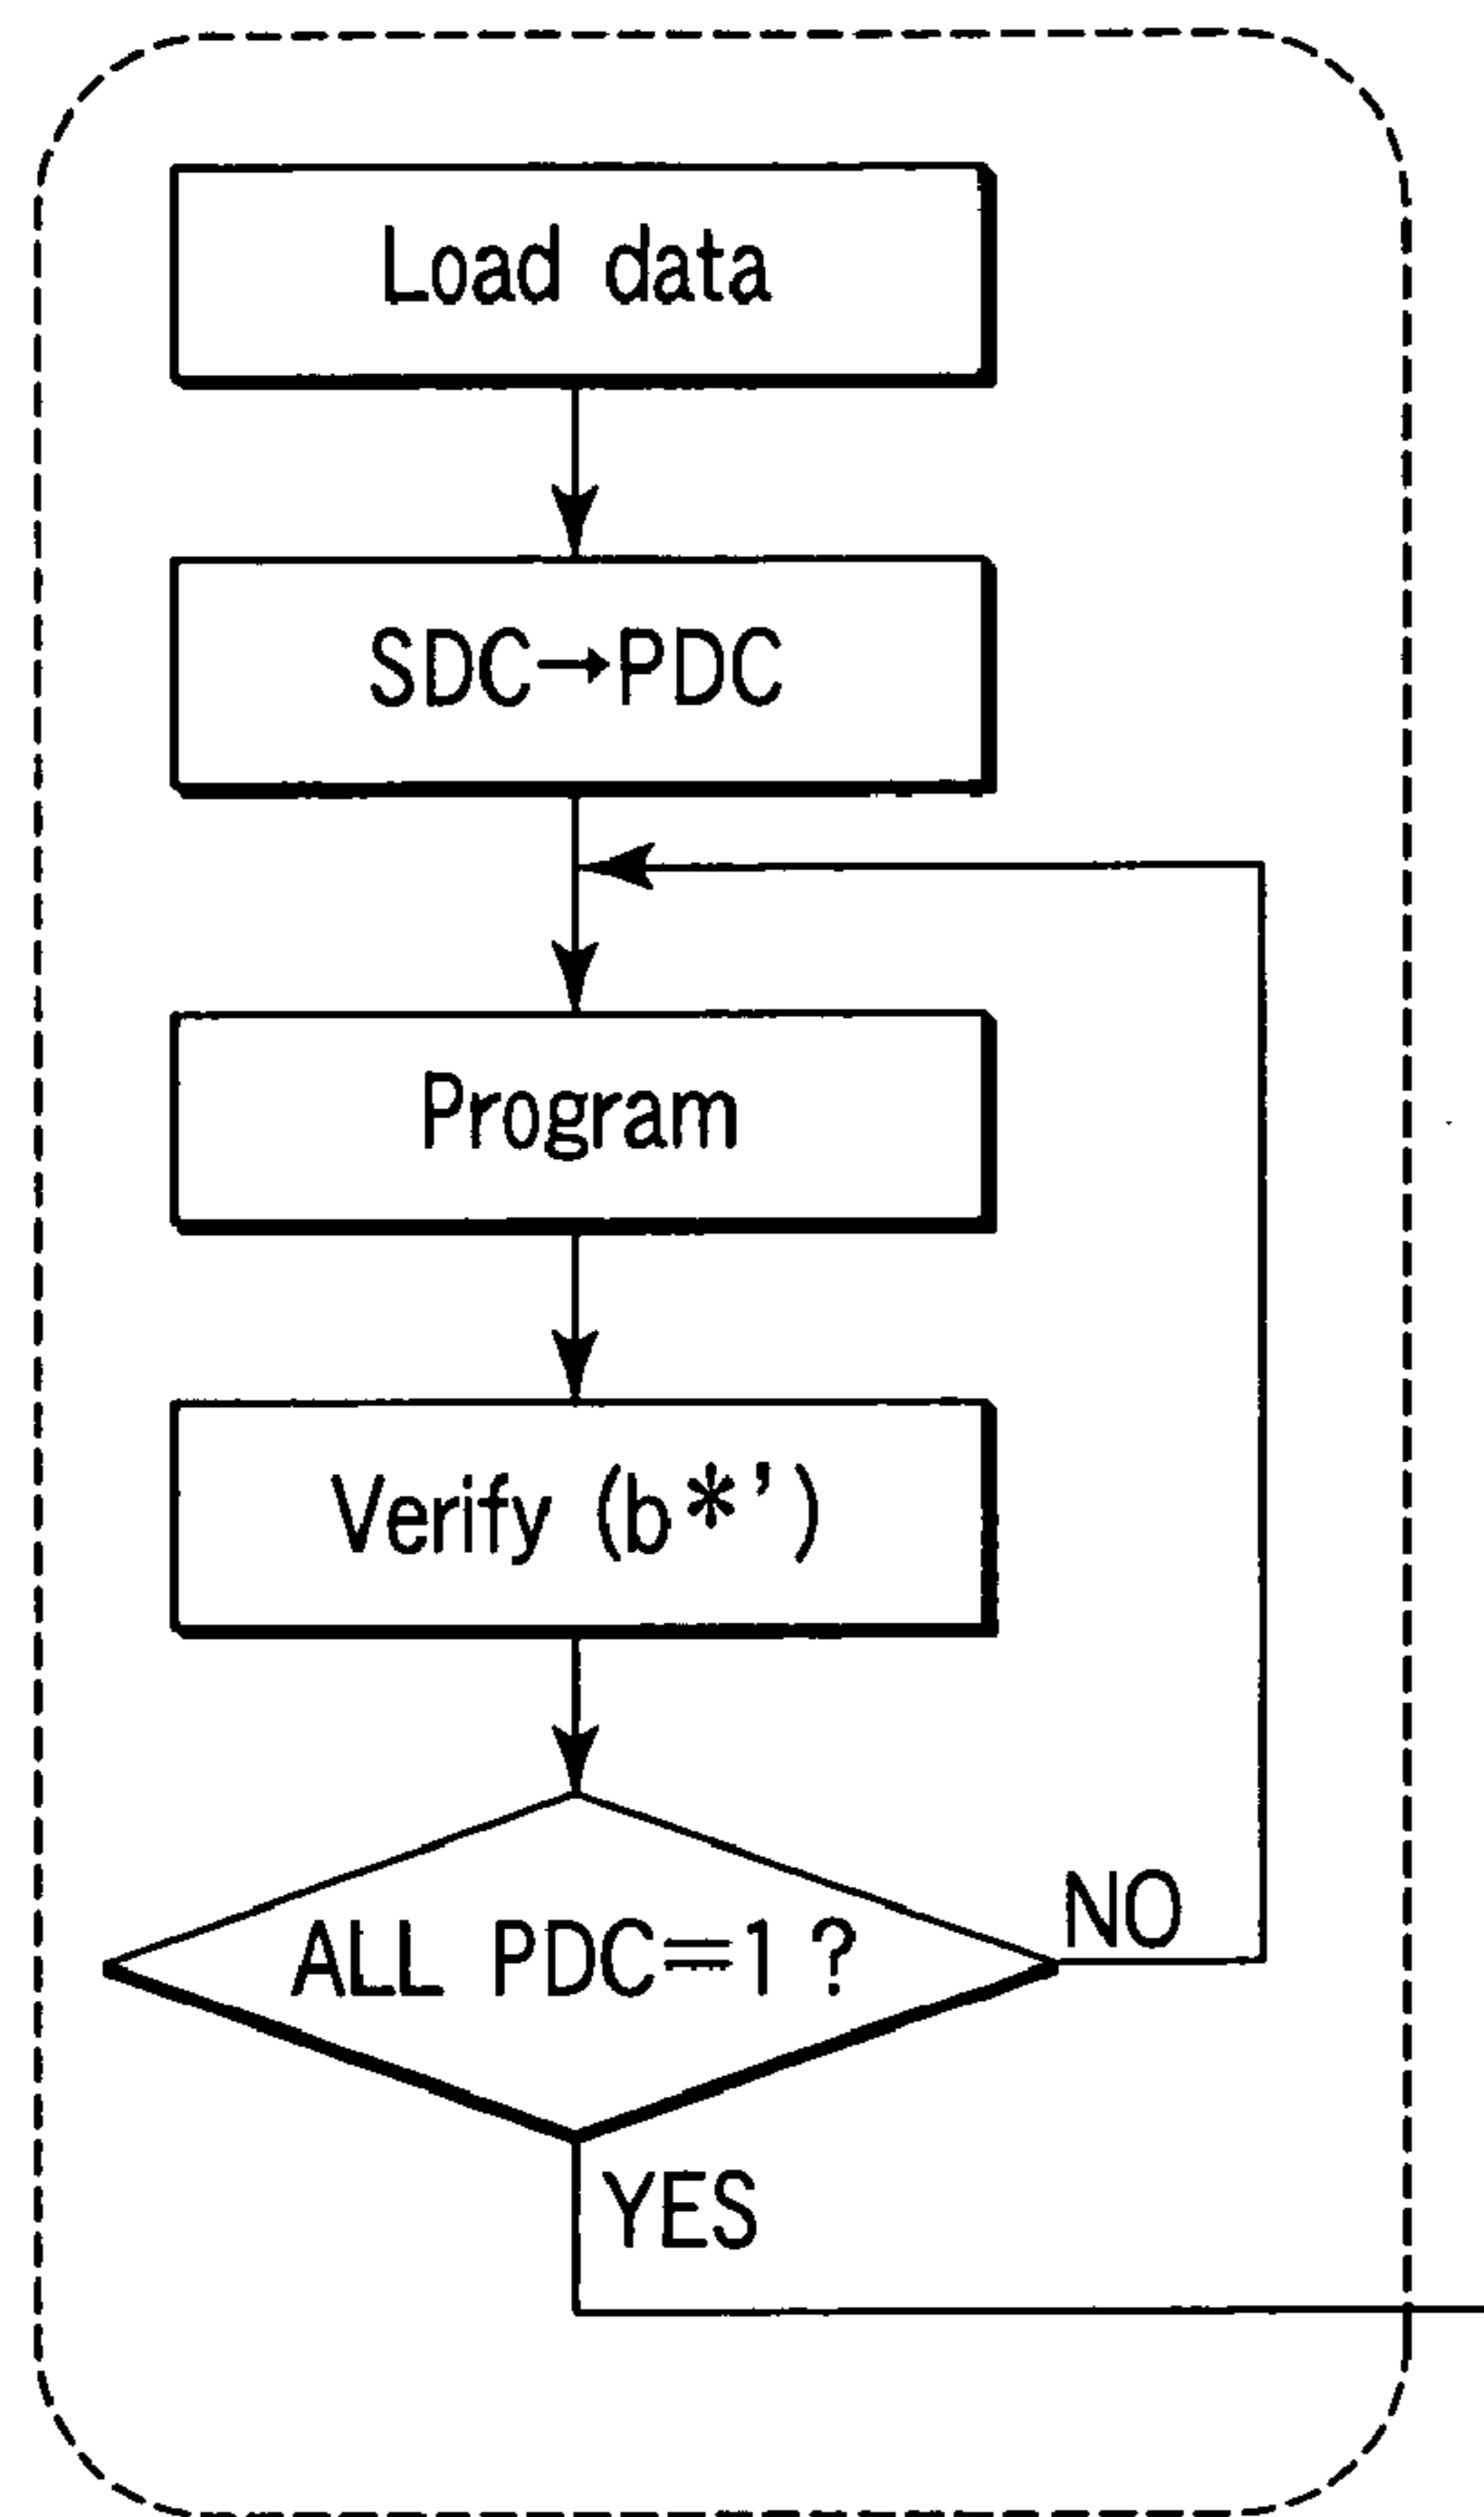 Load data
SDC→PDC
Program
Verify (b*')
ALL PDC=1 ?
NO
YES